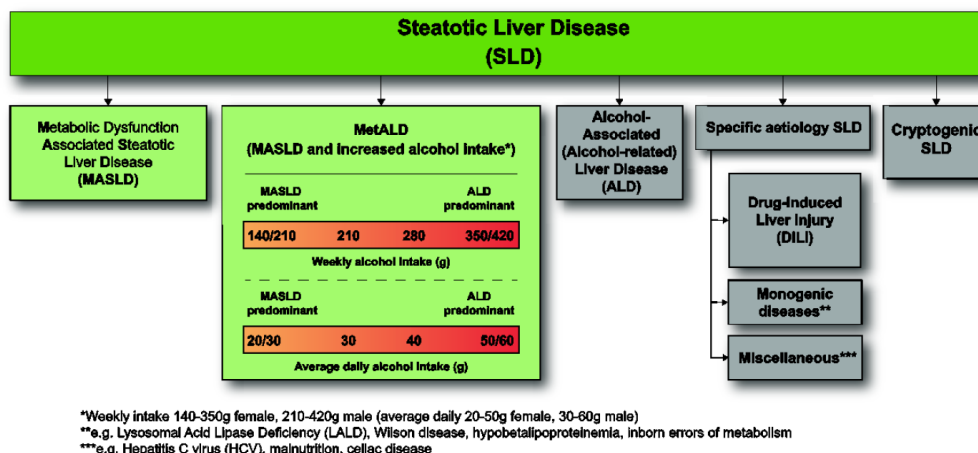 Steatotic Liver Disease
(SLD)
Metabolic Dysfunction
Associated Steatotic
Liver Disease
(MASLD)
MetALD
(MASLD and increased alcohol intake*)
MASLD
predominant
ALD
predominant
140/210 210 280 350/420
Weekly alcohol intake (g)
MASLD
predominant
ALD
predominant
20/30 30 40 50/60
Average daily alcohol intake (g)
Alcohol-
Associated
(Alcohol-related)
Liver Disease
(ALD)
Specific aetiology SLD
Drug-Induced
Liver Injury
(DILI)
Monogenic
diseases**
Miscellaneous***
Cryptogenic
SLD
*Weekly intake 140-350g female, 210-420g male (average daily 20-50g female, 30-60g male)
**e.g. Lysosomal Acid Lipase Deficiency (LALD), Wilson disease, hypobetalipoproteinemia, inborn errors of metabolism
***e.g. Hepatitis C virus (HCV), malnutrition, celiac disease